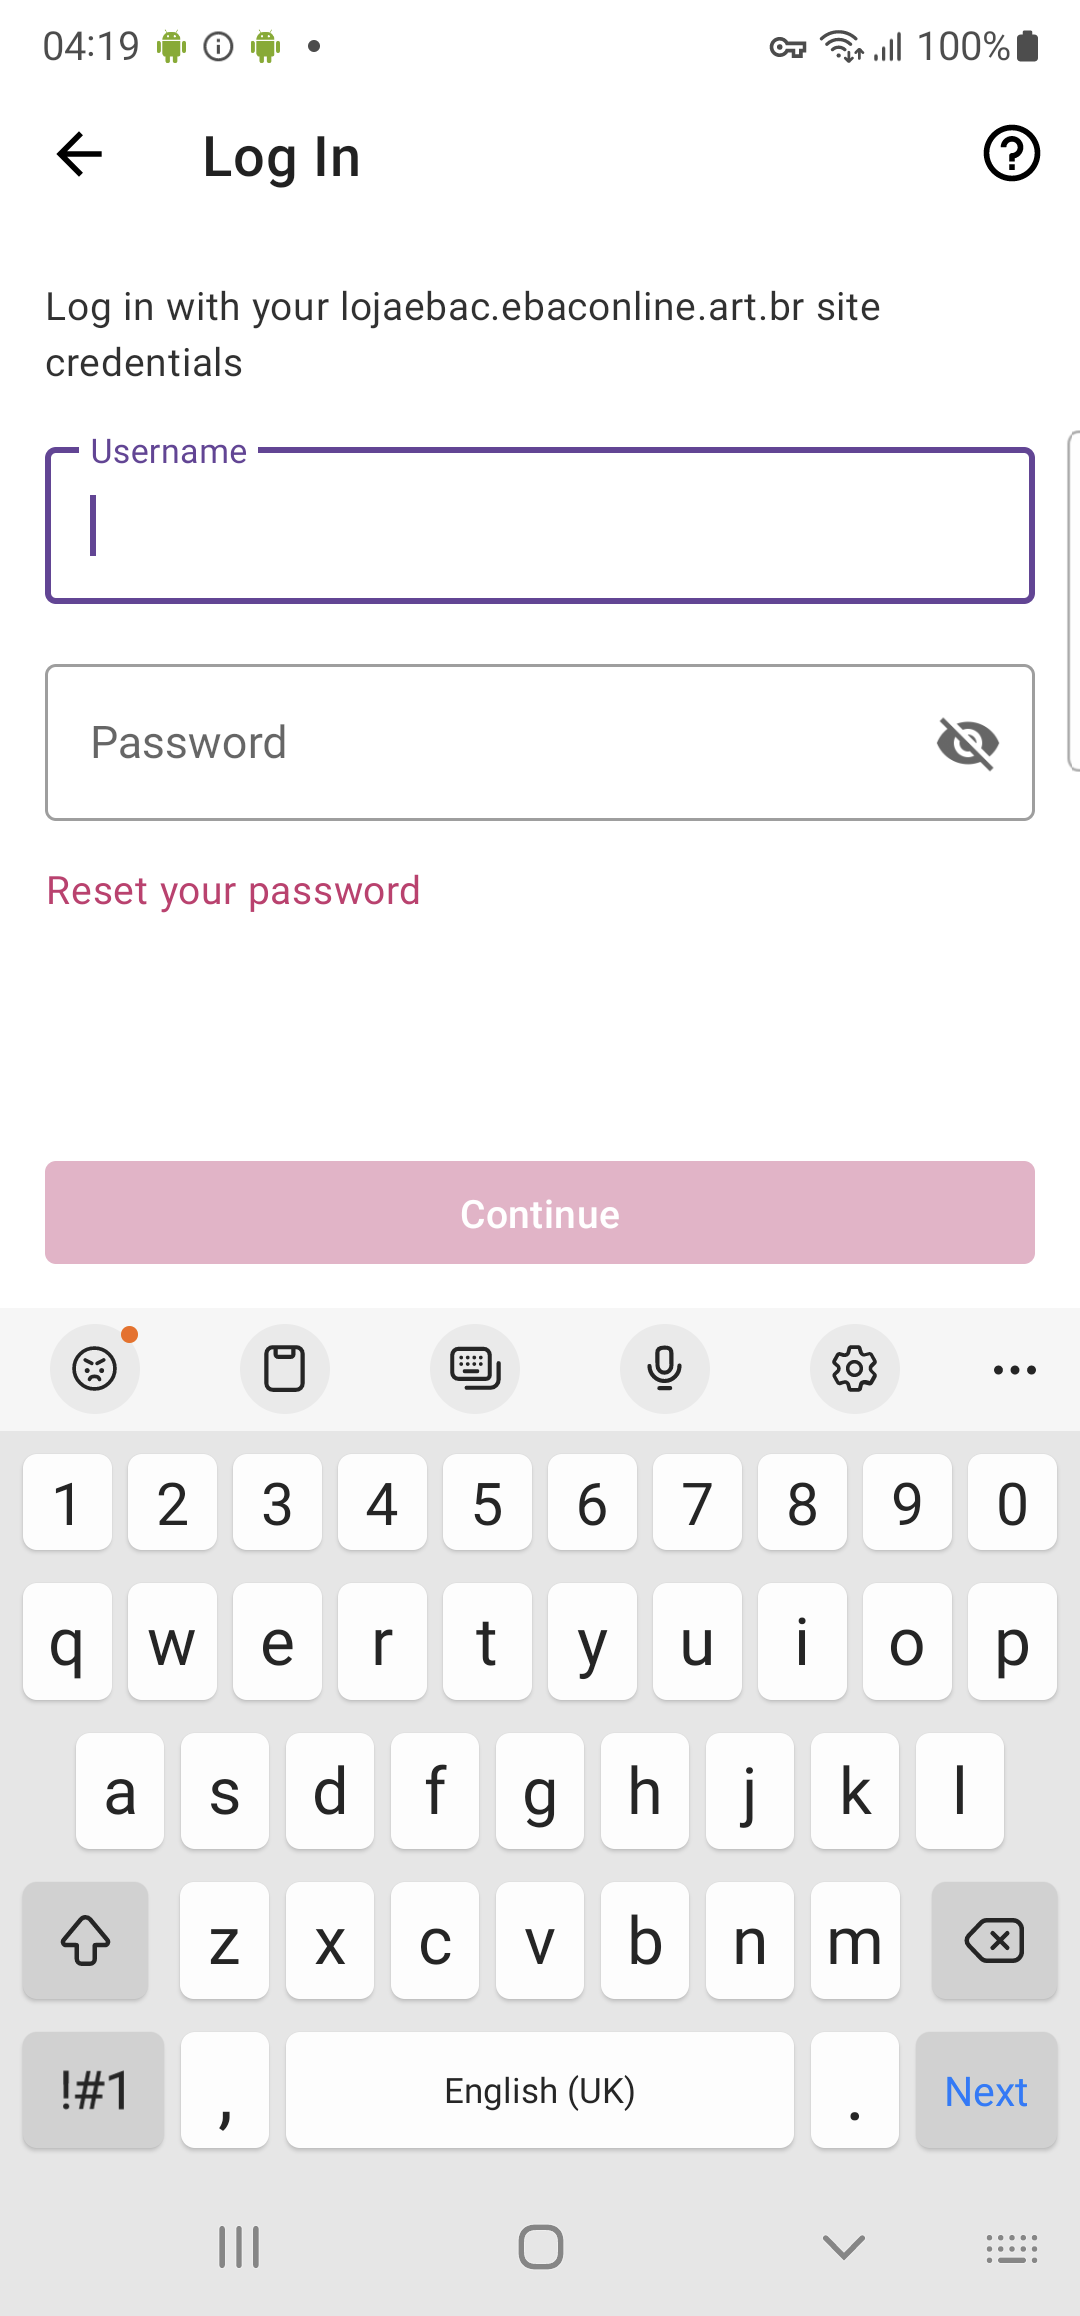 04:19
100%
Log In
Log in with your lojaebac.ebaconline.art.br site
credentials
Username
Password
Reset your password
Continue
1 2 3 4 5 6 7 8 9 0
q w e r t y u i o p
a s d f g h j k l
z x c v b n m
!#1 , English (UK) . Next